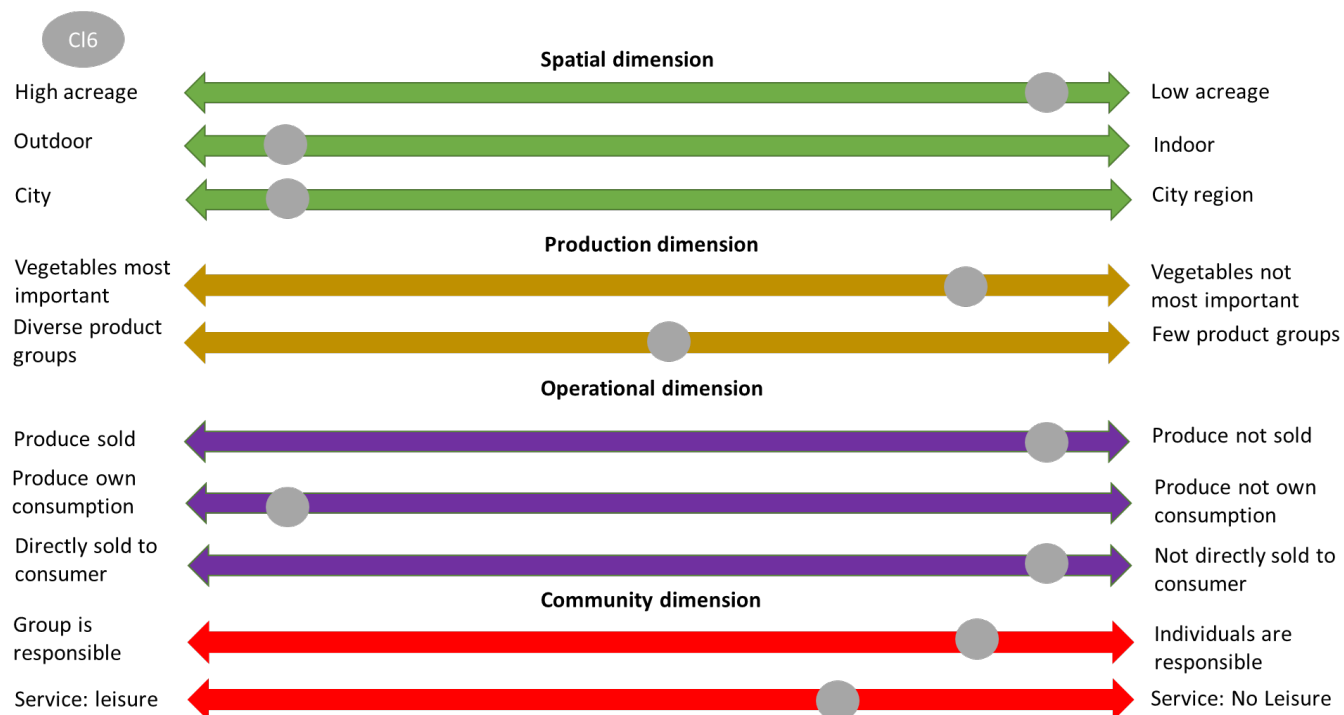 Cl6
Spatial dimension
High acreage
Low acreage
Outdoor
Indoor
City
City region
Production dimension
Vegetables most
important
Vegetables not
most important
Diverse product
groups
Few product groups
Operational dimension
Produce sold
Produce not sold
Produce own
consumption
Produce not own
consumption
Directly sold to
consumer
Not directly sold to
consumer
Community dimension
Group is
responsible
Individuals are
responsible
Service: leisure
Service: No Leisure